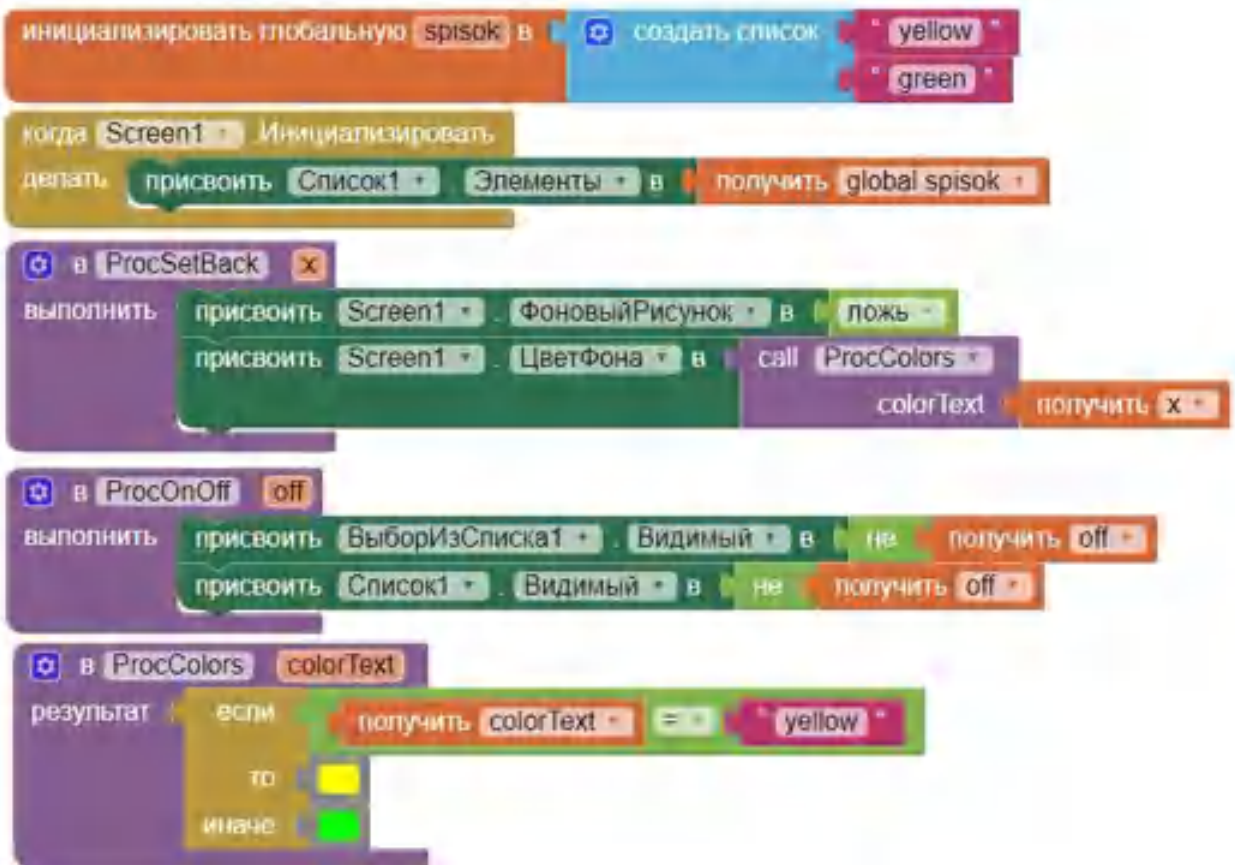 инициализировать глобальную spisok в создать список " yellow "
" green "
когда Screen1 . Инициализировать
делать присвоить Список1 . Элементы в получить global spisok
в ProcSetBack x
выполнить присвоить Screen1 . ФоновыйРисунок в ложь
присвоить Screen1 . ЦветФона в call ProcColors
colorText получить x
в ProcOnOff off
выполнить присвоить ВыборИзСписка1 . Видимый в не получить off
присвоить Список1 . Видимый в не получить off
в ProcColors colorText
результат если получить colorText = " yellow "
то
иначе